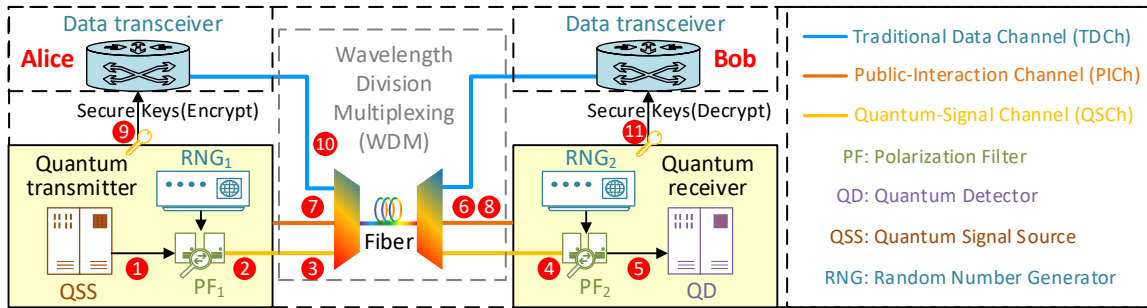 Data transceiver
Alice
Secure Keys(Encrypt)
9
Quantum
transmitter
RNG1
1
2
QSS
PF1
Wavelength
Division
Multiplexing
(WDM)
10
7
3
Fiber
6 8
Data transceiver
Bob
Secure Keys(Decrypt)
11
RNG2
Quantum
receiver
4
5
PF2
QD
Traditional Data Channel (TDCh)
Public-Interaction Channel (PICh)
Quantum-Signal Channel (QSCh)
PF: Polarization Filter
QD: Quantum Detector
QSS: Quantum Signal Source
RNG: Random Number Generator